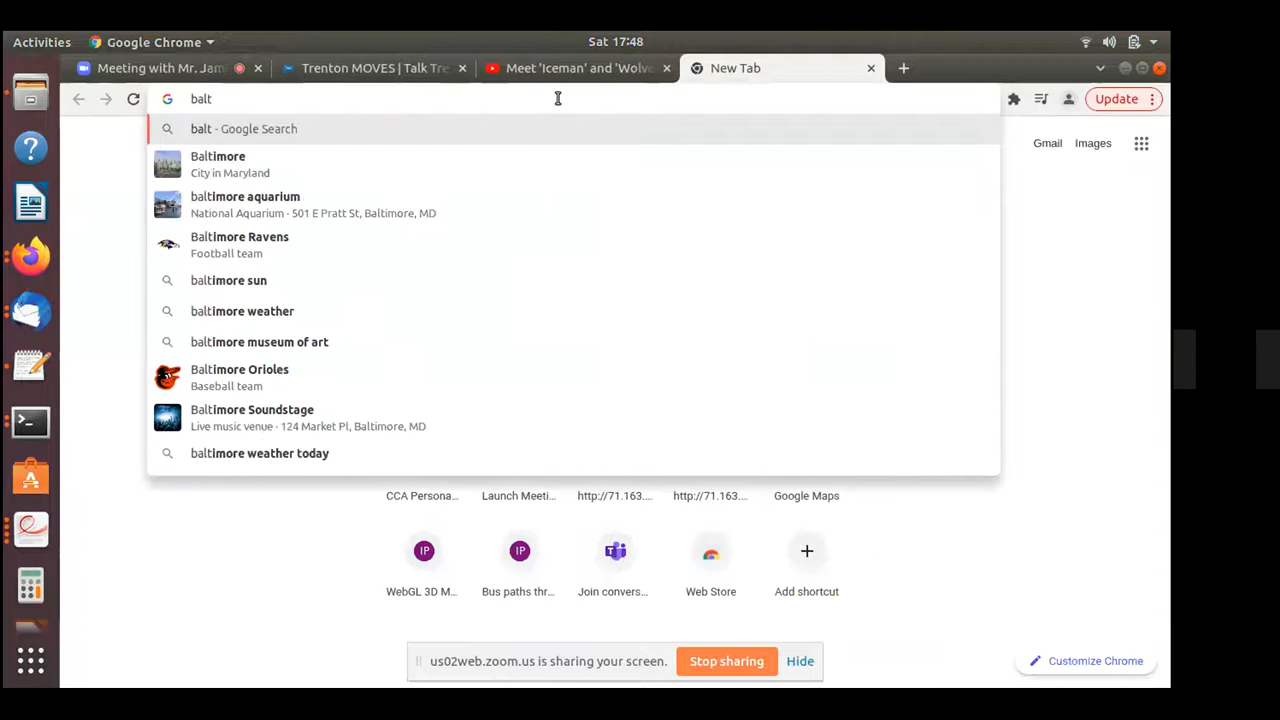 Activities
Google Chrome
Sat 17:48
Meeting with Mr. Jam
Trenton MOVES | Talk Tre
Meet 'Iceman' and 'Wolve
New Tab
balt
Update
balt - Google Search
Baltimore
City in Maryland
baltimore aquarium
National Aquarium · 501 E Pratt St, Baltimore, MD
Baltimore Ravens
Football team
baltimore sun
baltimore weather
baltimore museum of art
Baltimore Orioles
Baseball team
Baltimore Soundstage
Live music venue · 124 Market Pl, Baltimore, MD
baltimore weather today
Gmail
Images
CCA Persona...
Launch Meeti...
http://71.163....
http://71.163....
Google Maps
IP
IP
WebGL 3D M...
Bus paths thr...
Join convers...
Web Store
Add shortcut
us02web.zoom.us is sharing your screen.
Stop sharing
Hide
Customize Chrome